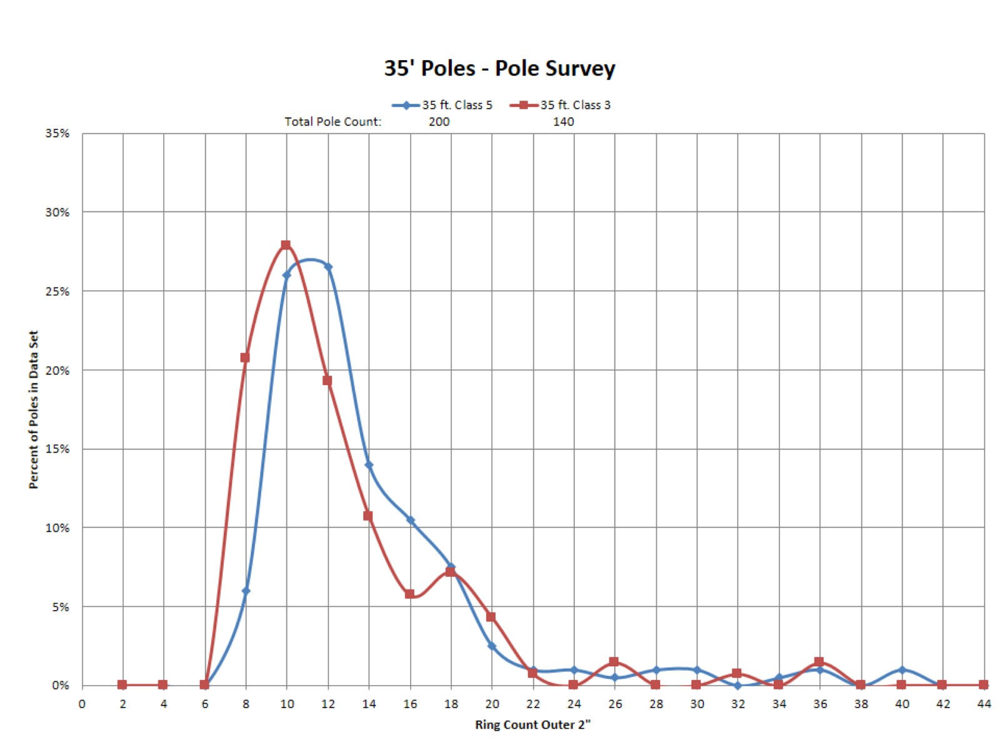 35' Poles - Pole Survey
35 ft. Class 5 35 ft. Class 3
Total Pole Count: 200 140
35%
30%
25%
20%
15%
10%
5%
0%
Percent of Poles in Data Set
0 2 4 6 8 10 12 14 16 18 20 22 24 26 28 30 32 34 36 38 40 42 44
Ring Count Outer 2"